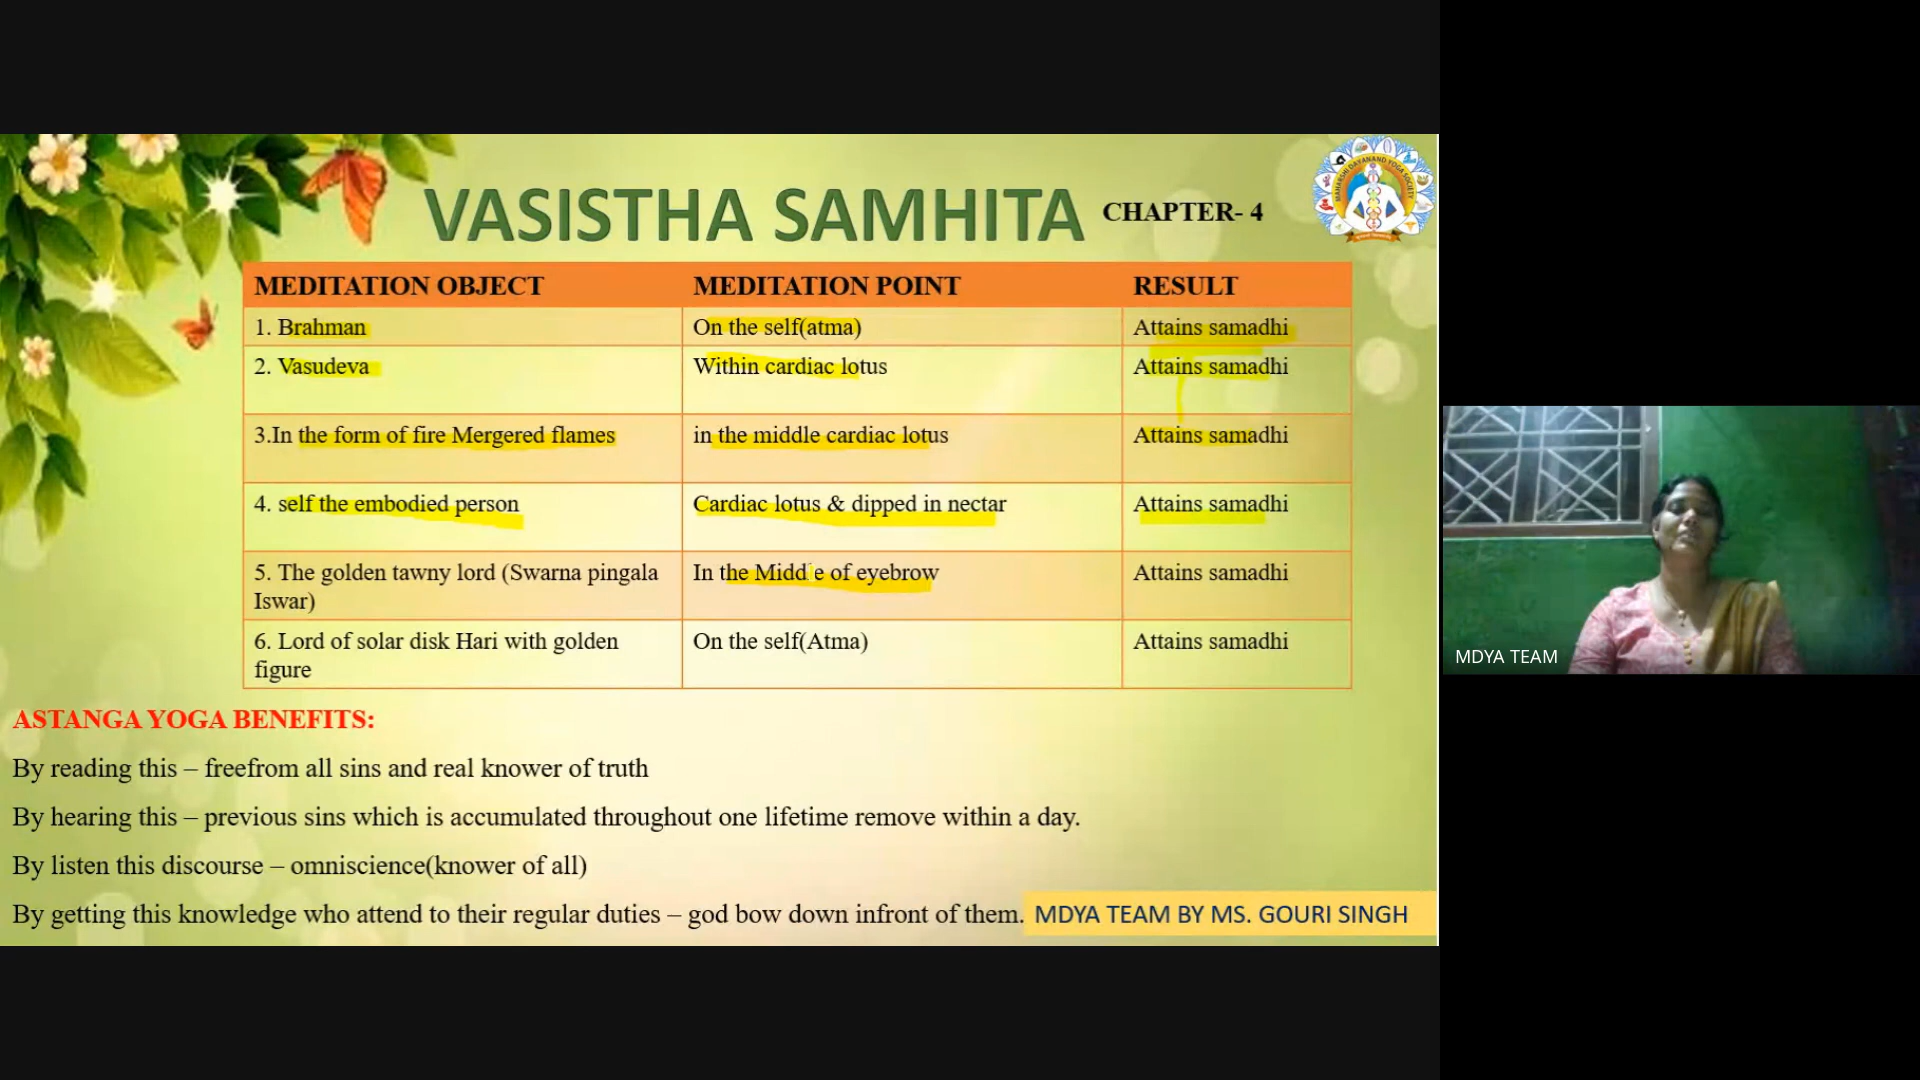 VASISTHA SAMHITA CHAPTER- 4
MAHARSHI DAYANAND YOGA SOCIETY
MEDITATION OBJECT MEDITATION POINT RESULT
1. Brahman On the self(atma) Attains samadhi
2. Vasudeva Within cardiac lotus Attains samadhi
3.In the form of fire Mergered flames in the middle cardiac lotus Attains samadhi
4. self the embodied person Cardiac lotus & dipped in nectar Attains samadhi
5. The golden tawny lord (Swarna pingala In the Middle of eyebrow Attains samadhi
Iswar)
6. Lord of solar disk Hari with golden On the self(Atma) Attains samadhi
figure
ASTANGA YOGA BENEFITS:
By reading this – freefrom all sins and real knower of truth
By hearing this – previous sins which is accumulated throughout one lifetime remove within a day.
By listen this discourse – omniscience(knower of all)
By getting this knowledge who attend to their regular duties – god bow down infront of them.
MDYA TEAM BY MS. GOURI SINGH
MDYA TEAM